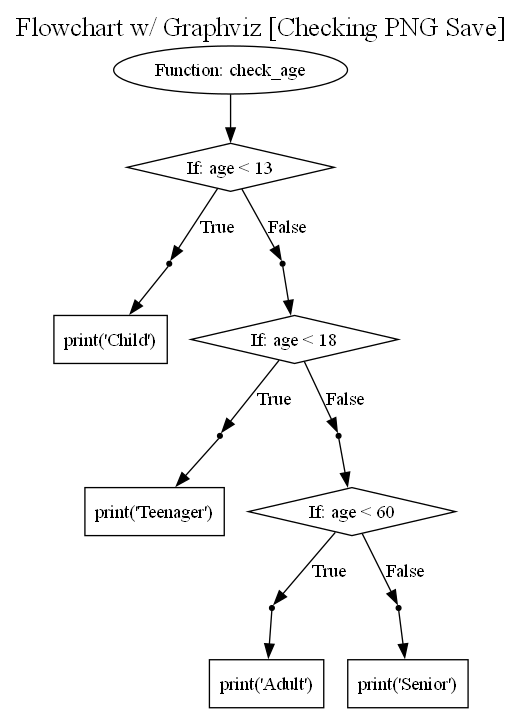 Flowchart w/ Graphviz [Checking PNG Save]
Function: check_age
If: age < 13
True
False
print('Child')
If: age < 18
True
False
print('Teenager')
If: age < 60
True
False
print('Adult')
print('Senior')